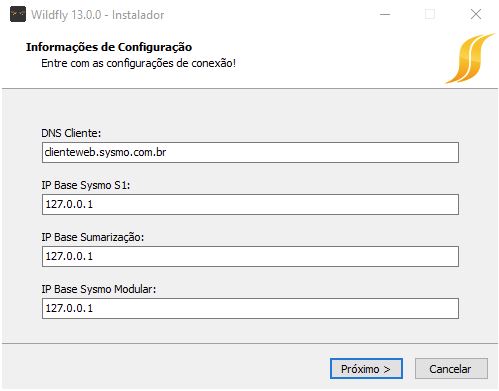 Wildfly 13.0.0 - Instalador
Informações de Configuração
Entre com as configurações de conexão!
DNS Cliente:
clienteweb.sysmo.com.br
IP Base Sysmo S1:
127.0.0.1
IP Base Sumarização:
127.0.0.1
IP Base Sysmo Modular:
127.0.0.1
Próximo >
Cancelar